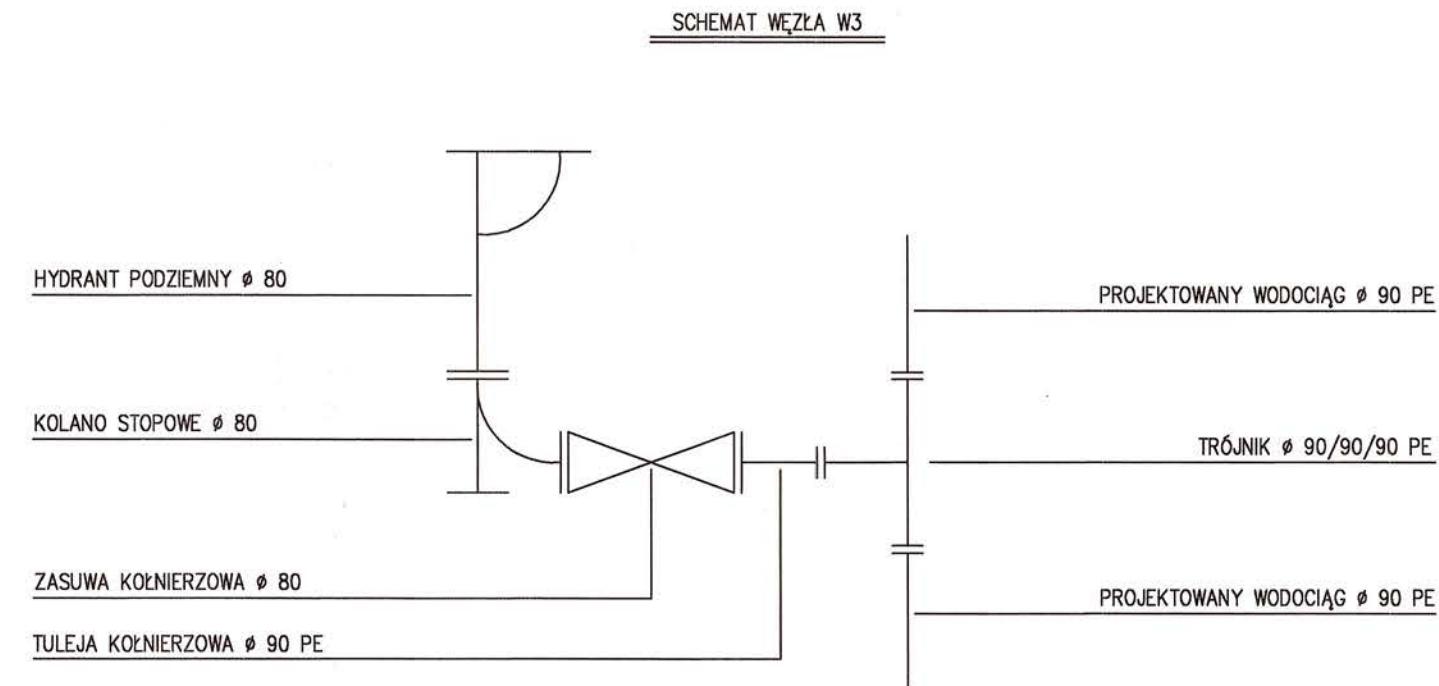 SCHEMAT WĘZŁA W3
HYDRANT PODZIEMNY ø 80
PROJEKTOWANY WODOCIĄG ø 90 PE
KOLANO STOPOWE ø 80
TRÓJNIK ø 90/90/90 PE
ZASUWA KOŁNIERZOWA ø 80
PROJEKTOWANY WODOCIĄG ø 90 PE
TULEJA KOŁNIERZOWA ø 90 PE